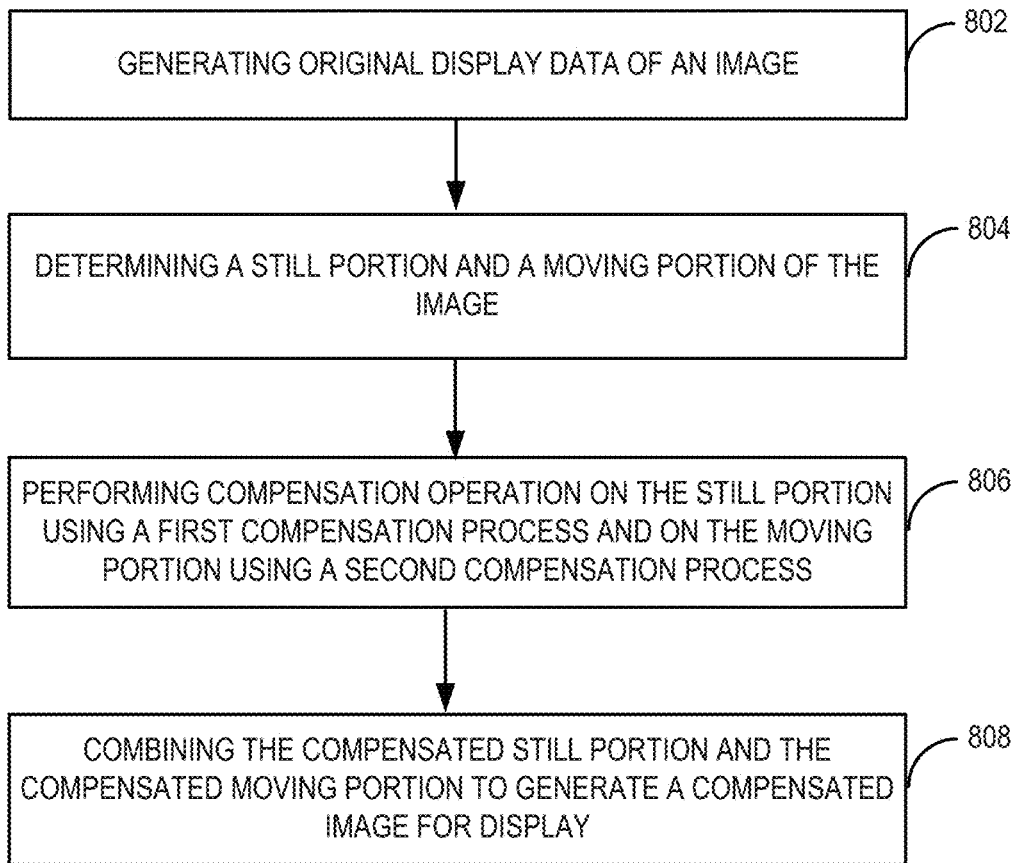 802
GENERATING ORIGINAL DISPLAY DATA OF AN IMAGE
804
DETERMINING A STILL PORTION AND A MOVING PORTION OF THE
IMAGE
806
PERFORMING COMPENSATION OPERATION ON THE STILL PORTION
USING A FIRST COMPENSATION PROCESS AND ON THE MOVING
PORTION USING A SECOND COMPENSATION PROCESS
808
COMBINING THE COMPENSATED STILL PORTION AND THE
COMPENSATED MOVING PORTION TO GENERATE A COMPENSATED
IMAGE FOR DISPLAY